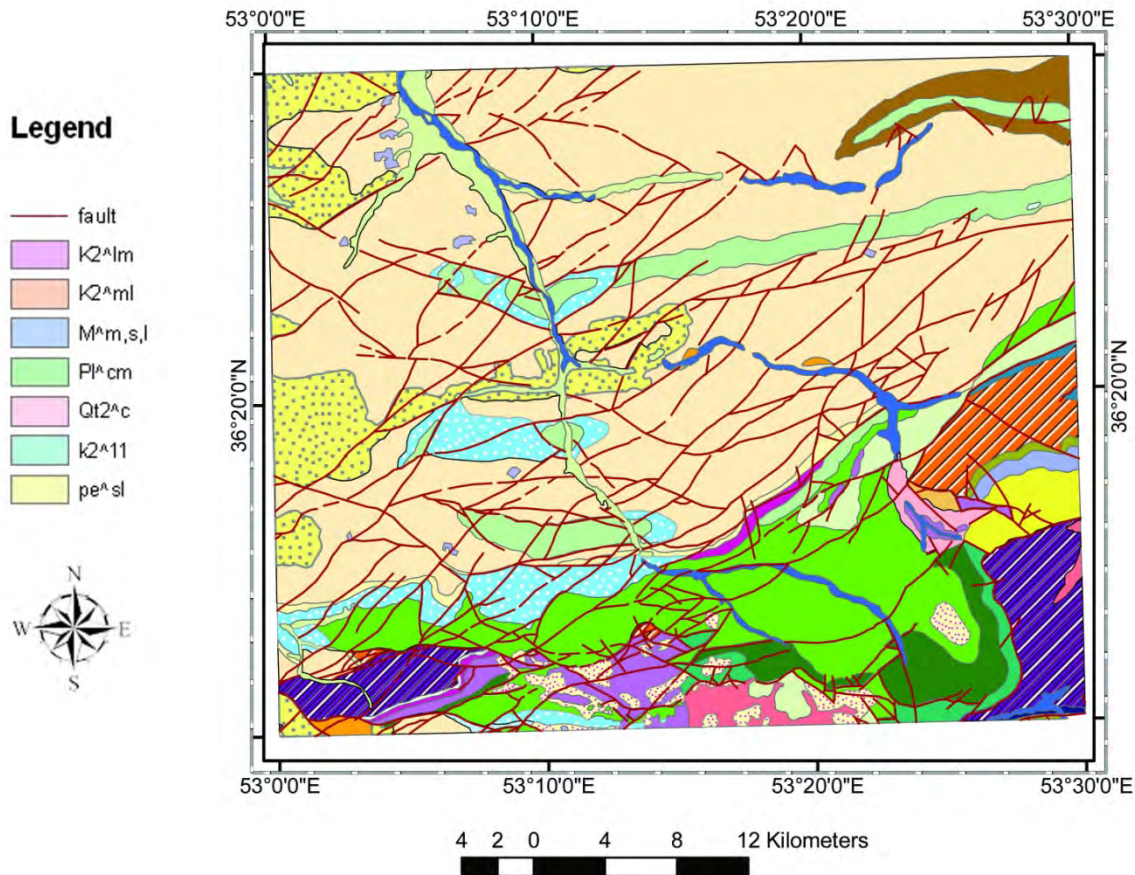 53°0'0"E 53°10'0"E 53°20'0"E 53°30'0"E
Legend
fault
K2^lm
K2^ml
M^m,s,l
Pl^cm
Qt2^c
k2^11
pe^sl
36°20'0"N
36°20'0"N
N
W E
S
53°0'0"E 53°10'0"E 53°20'0"E 53°30'0"E
4 2 0 4 8 12 Kilometers